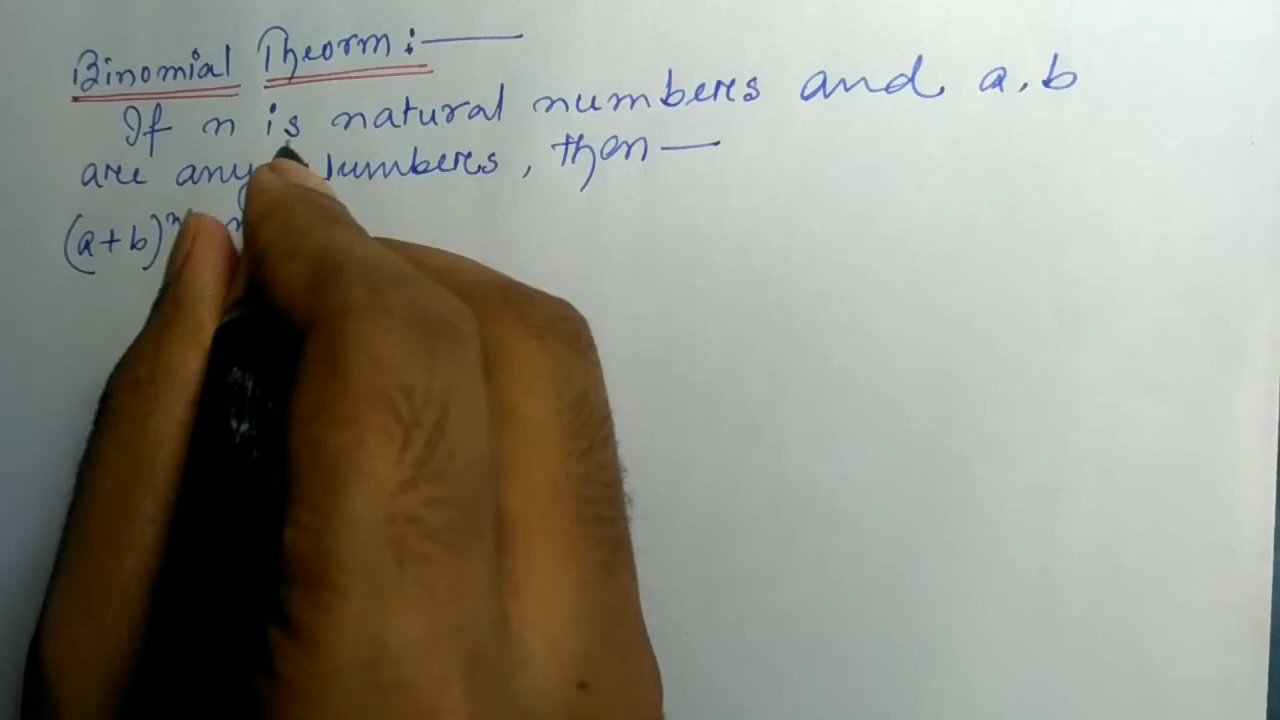 Binomial Theorm:—
If n is natural numbers and a, b
are any numbers, then —
(a+b)ⁿ